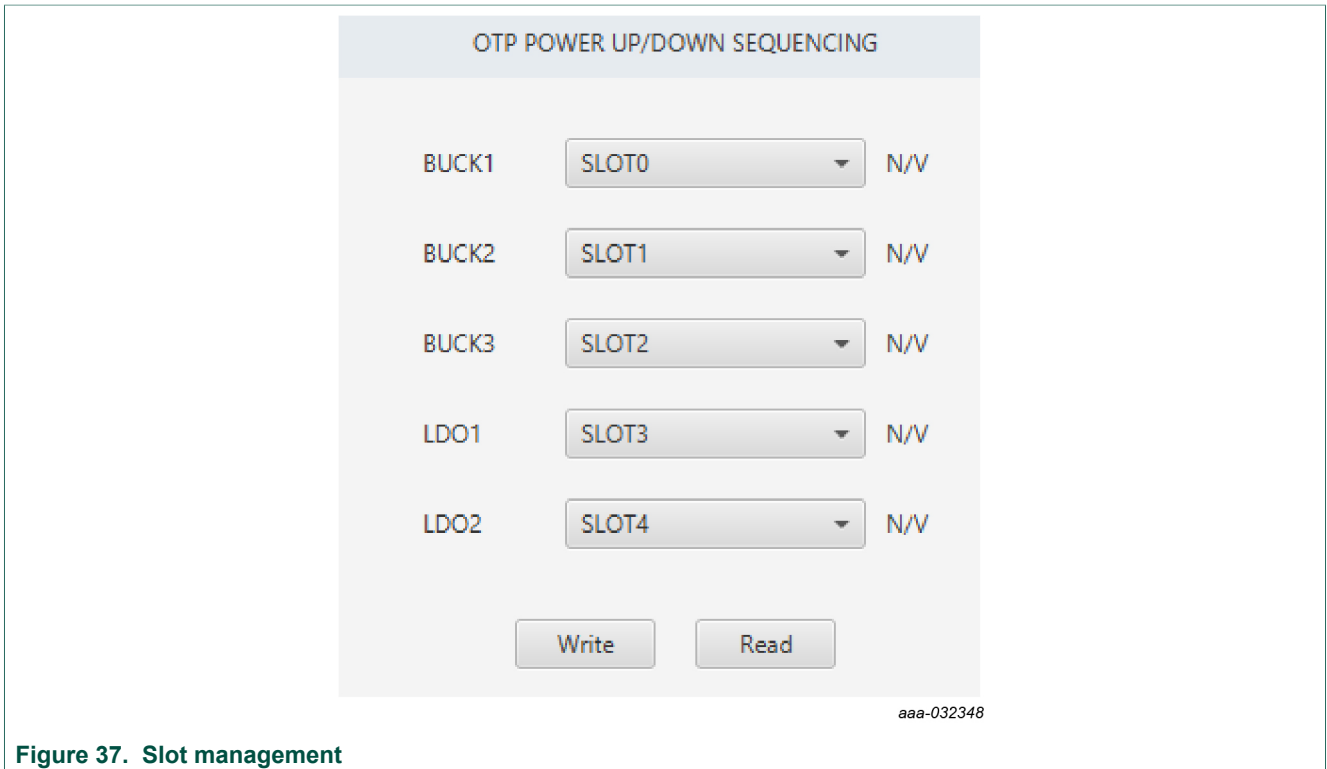 OTP POWER UP/DOWN SEQUENCING
BUCK1 SLOT0 N/V
BUCK2 SLOT1 N/V
BUCK3 SLOT2 N/V
LDO1 SLOT3 N/V
LDO2 SLOT4 N/V
Write Read
aaa-032348
Figure 37. Slot management